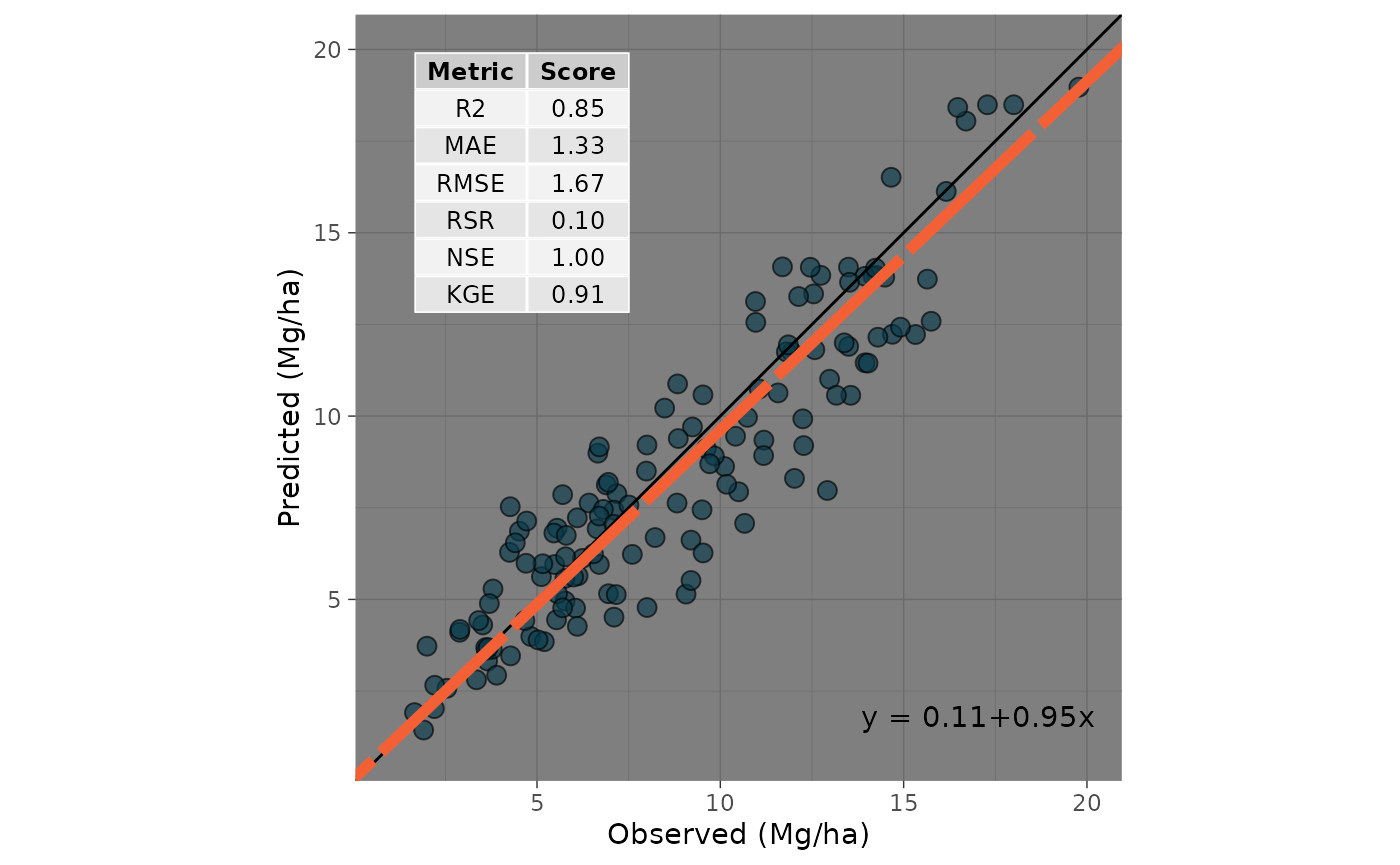 20
15
10
5
Metric Score
R2 0.85
MAE 1.33
RMSE 1.67
RSR 0.10
NSE 1.00
KGE 0.91
Predicted (Mg/ha)
y = 0.11+0.95x
5 10 15 20
Observed (Mg/ha)